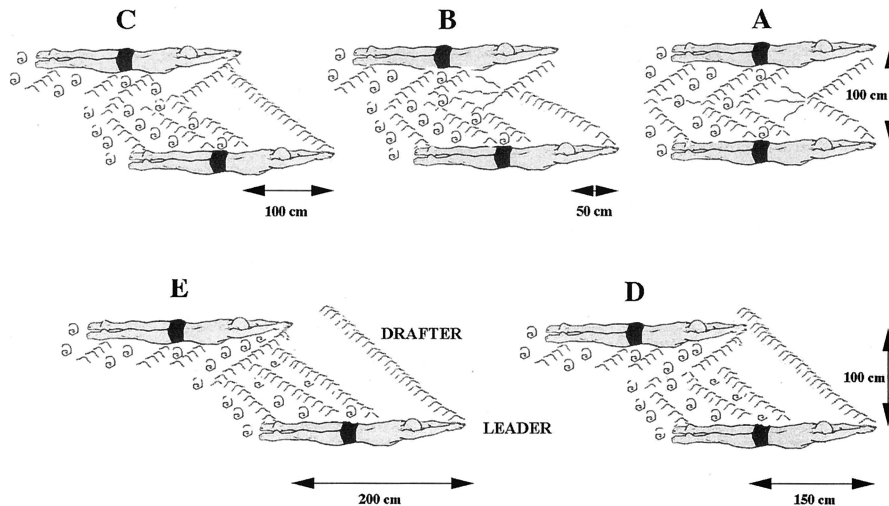 C
B
A
100 cm
100 cm
50 cm
E
D
DRAFTER
100 cm
LEADER
200 cm
150 cm